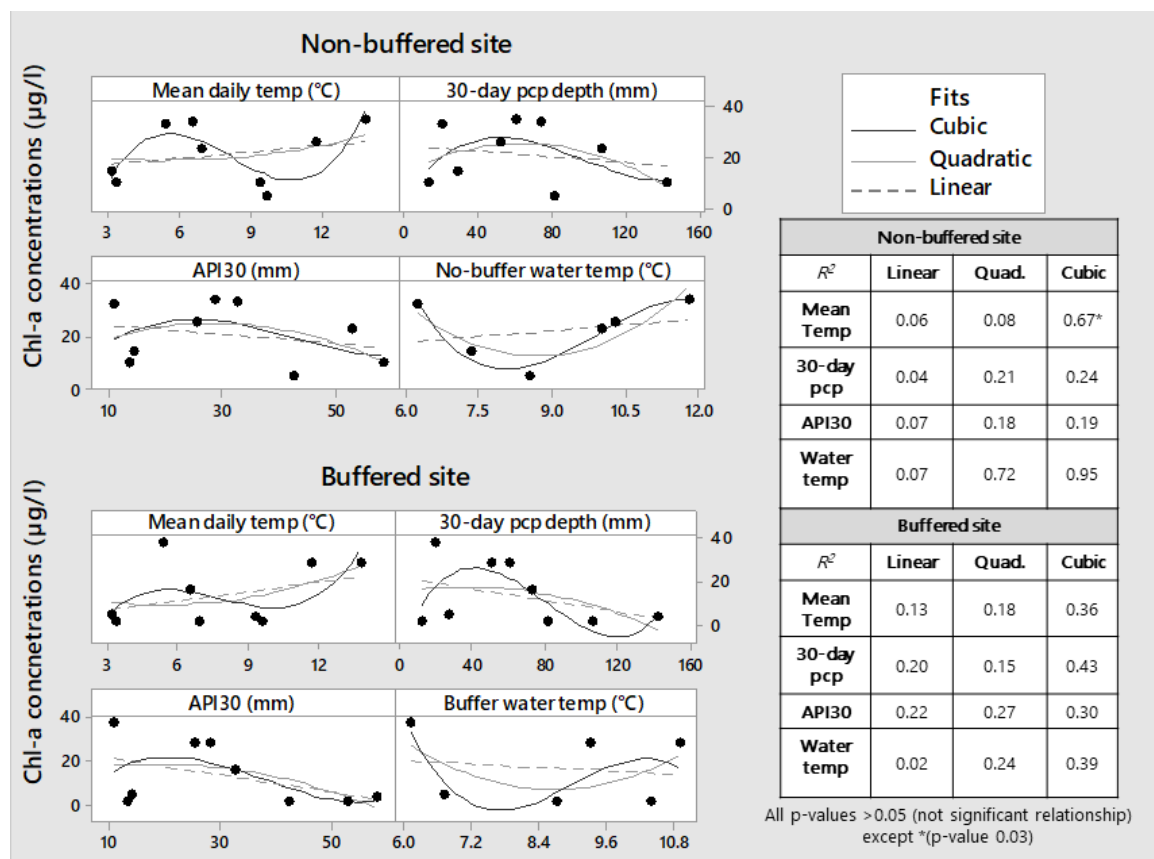 Non-buffered site
Chl-a concentrations (µg/l)
Mean daily temp (°C)
30-day pcp depth (mm)
40
20
0
3 6 9 12
0 40 80 120 160
API30 (mm)
No-buffer water temp (°C)
40
20
0
10 30 50
6.0 7.5 9.0 10.5 12.0
Buffered site
Chl-a concnetrations (µg/l)
Mean daily temp (°C)
30-day pcp depth (mm)
40
20
0
3 6 9 12
0 40 80 120 160
API30 (mm)
Buffer water temp (°C)
40
20
0
10 30 50
6.0 7.2 8.4 9.6 10.8
Fits
Cubic
Quadratic
Linear
Non-buffered site
R² Linear Quad. Cubic
Mean
Temp 0.06 0.08 0.67*
30-day
pcp 0.04 0.21 0.24
API30 0.07 0.18 0.19
Water
temp 0.07 0.72 0.95
Buffered site
R² Linear Quad. Cubic
Mean
Temp 0.13 0.18 0.36
30-day
pcp 0.20 0.15 0.43
API30 0.22 0.27 0.30
Water
temp 0.02 0.24 0.39
All p-values >0.05 (not significant relationship)
except *(p-value 0.03)